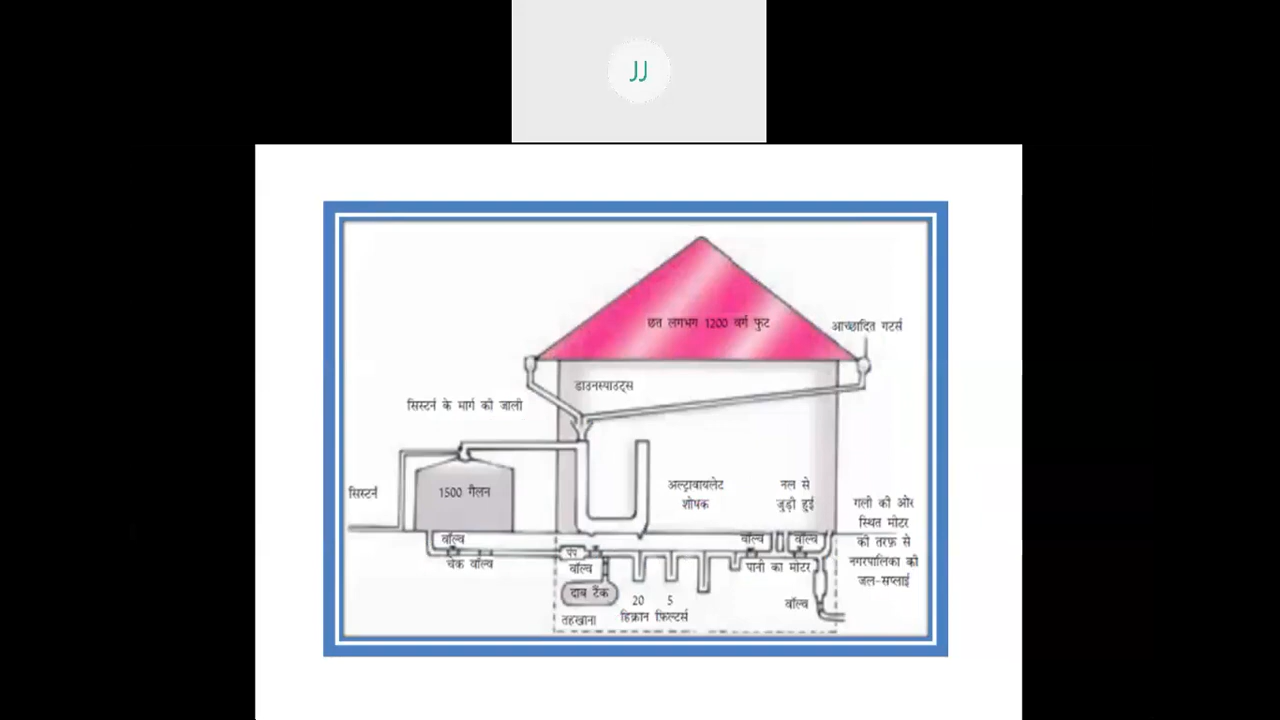 JJ
छत लगभग 1200 वर्ग फुट
आच्छादित गटर्स
डाउनस्पाउट्स
सिस्टर्न के मार्ग की जाली
सिस्टर्न
1500 गैलन
अल्ट्रावायलेट
शोषक
नल से
जुड़ी हुई
गली की ओर
स्थित मीटर
की तरफ़ से
नगरपालिका की
जल-सप्लाई
वॉल्व
चेक वॉल्व
पंप
वॉल्व
वॉल्व
वॉल्व
पानी का मोटर
दाब टैंक
तहखाना
20
5
हिक्रान फ़िल्टर्स
वॉल्व